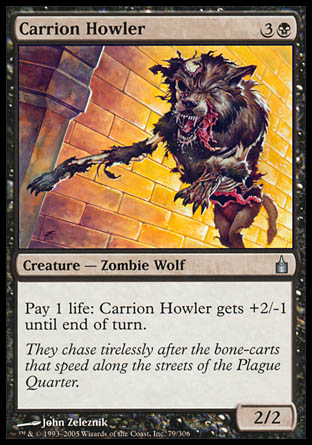 Carrion Howler 3
Creature — Zombie Wolf
Pay 1 life: Carrion Howler gets +2/-1
until end of turn.
They chase tirelessly after the bone-carts
that speed along the streets of the Plague
Quarter.
John Zeleznik
™ & © 1993-2005 Wizards of the Coast, Inc. 79/306
2/2